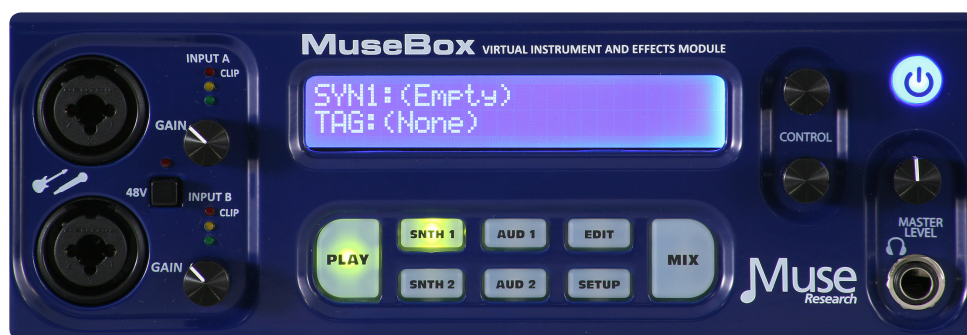 INPUT A
CLIP
GAIN
48V
INPUT B
CLIP
GAIN
MuseBox VIRTUAL INSTRUMENT AND EFFECTS MODULE
SYN1:(Empty)
TAG:(None)
PLAY
SNTH 1
AUD 1
EDIT
SNTH 2
AUD 2
SETUP
MIX
CONTROL
MASTER
LEVEL
Muse
Research